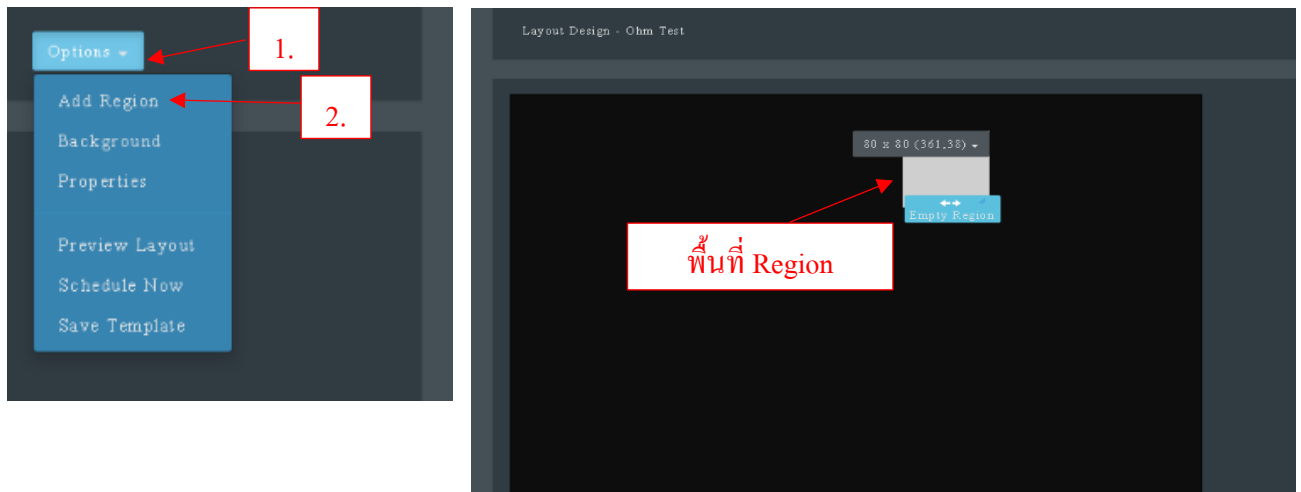 Options
1.
Add Region
2.
Background
Properties
Preview Layout
Schedule Now
Save Template
Layout Design - Ohm Test
80 x 80 (361,38)
Empty Region
พื้นที่ Region